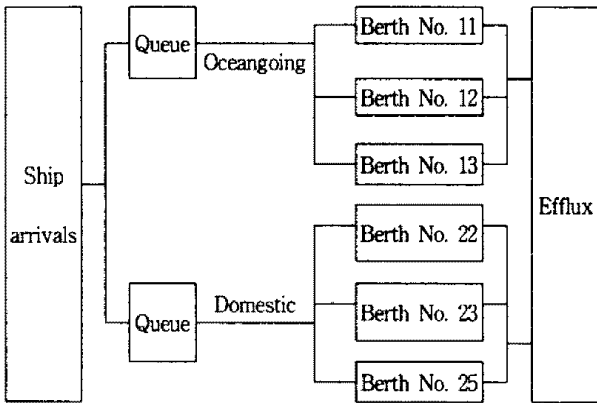 Ship
arrivals
Queue
Oceangoing
Berth No. 11
Berth No. 12
Berth No. 13
Queue
Domestic
Berth No. 22
Berth No. 23
Berth No. 25
Efflux